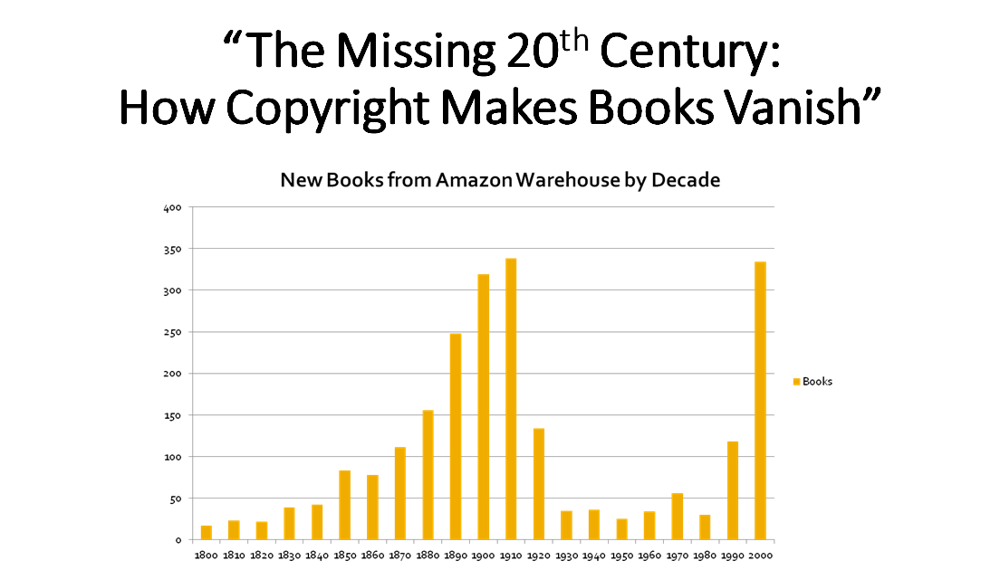 “The Missing 20th Century:
How Copyright Makes Books Vanish”
New Books from Amazon Warehouse by Decade
400
350
300
250
200
150
100
50
0
1800 1810 1820 1830 1840 1850 1860 1870 1880 1890 1900 1910 1920 1930 1940 1950 1960 1970 1980 1990 2000
Books